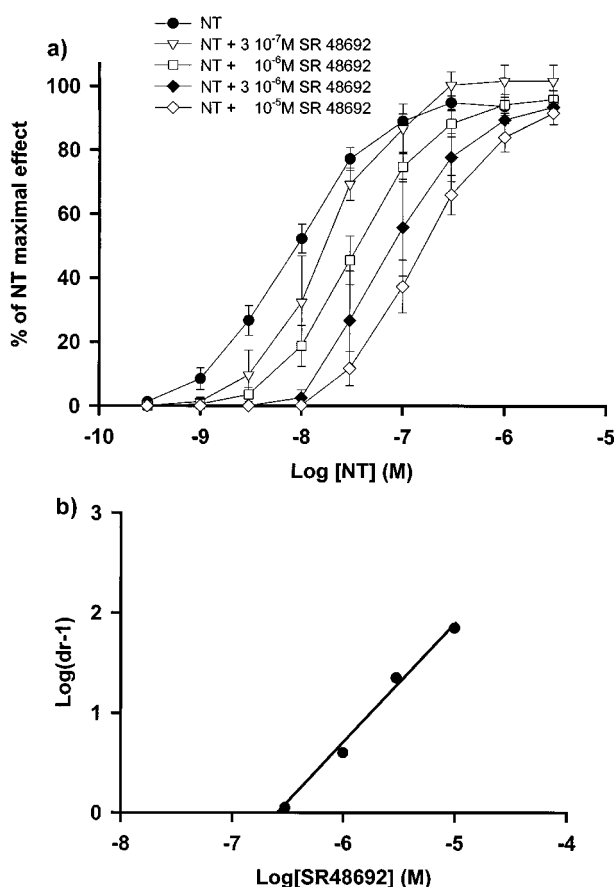 a)
NT
NT + 3 10⁻⁷M SR 48692
NT + 10⁻⁶M SR 48692
NT + 3 10⁻⁶M SR 48692
NT + 10⁻⁵M SR 48692
% of NT maximal effect
100
80
60
40
20
0
-10 -9 -8 -7 -6 -5
Log [NT] (M)
b)
Log(dr-1)
3
2
1
0
-8 -7 -6 -5 -4
Log[SR48692] (M)